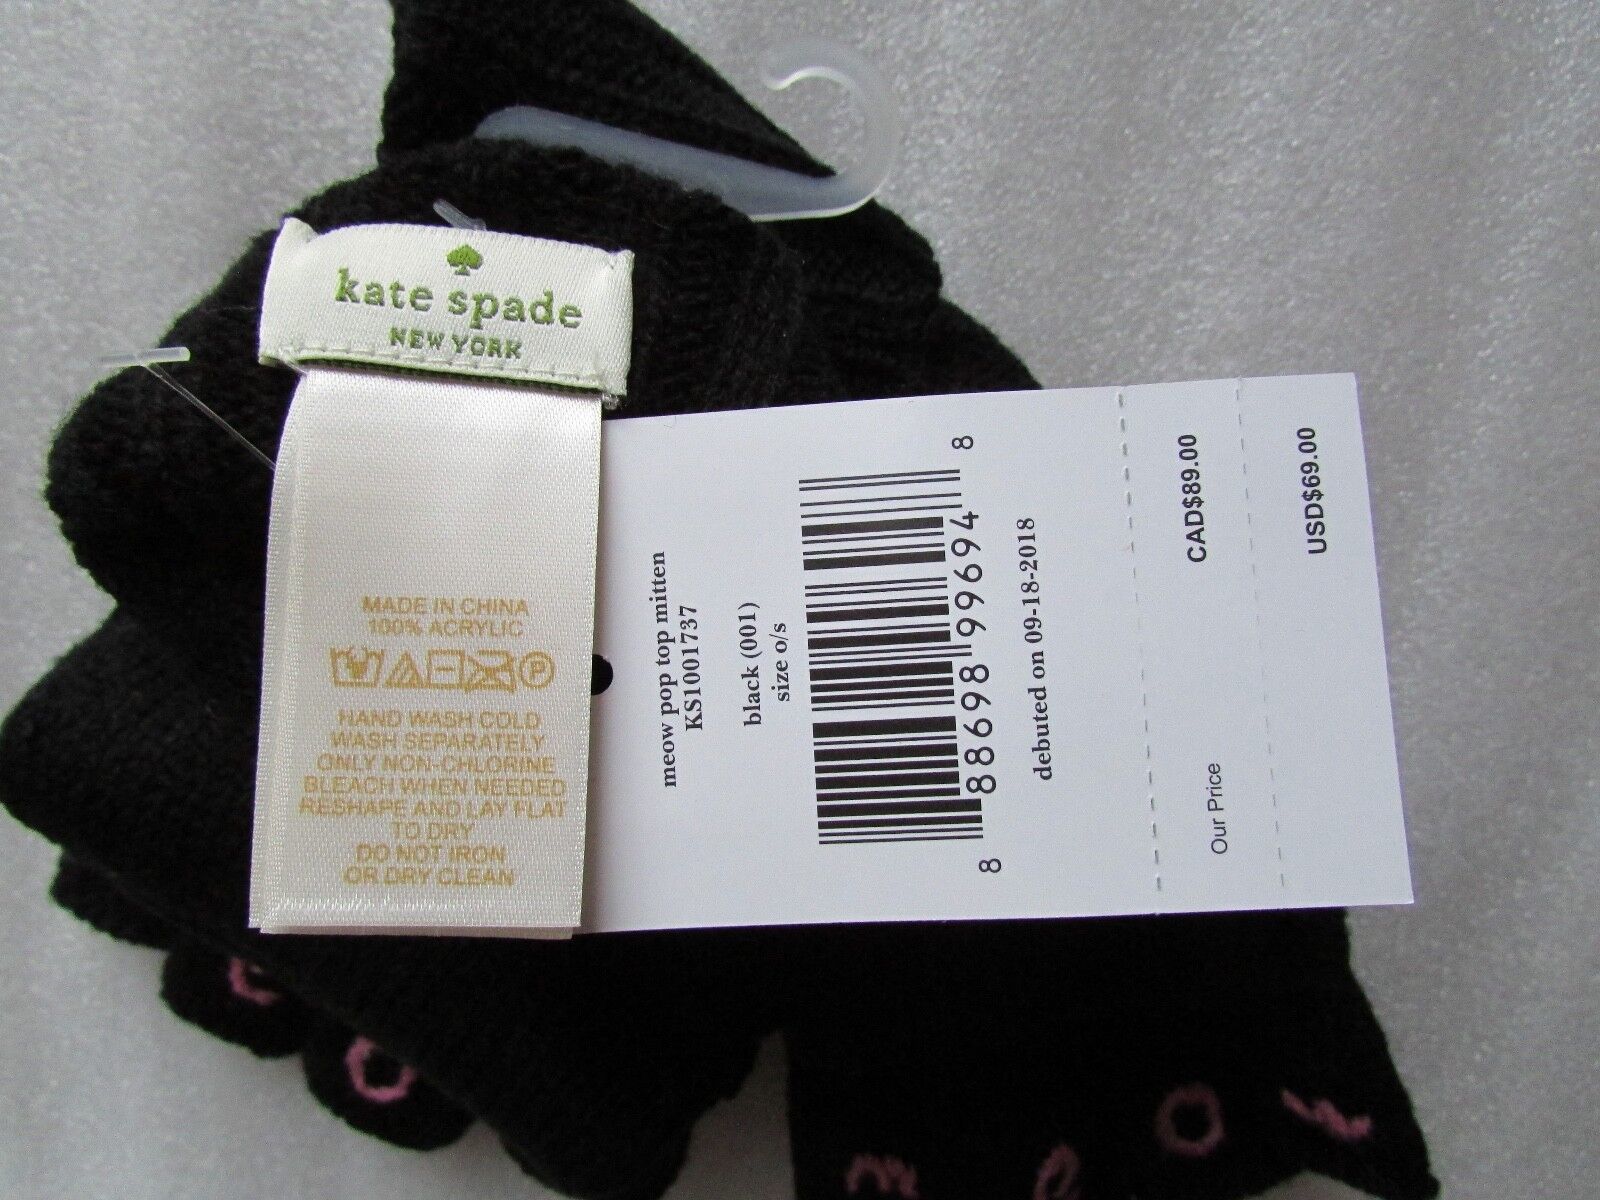 kate spade
NEW YORK
MADE IN CHINA
100% ACRYLIC
P
HAND WASH COLD
WASH SEPARATELY
ONLY NON-CHLORINE
BLEACH WHEN NEEDED
RESHAPE AND LAY FLAT
TO DRY
DO NOT IRON
OR DRY CLEAN
meow pop top mitten
KS1001737
black (001)
size o/s
8 88698 99694 8
debuted on 09-18-2018
Our Price CAD$89.00
USD$69.00
m e o w